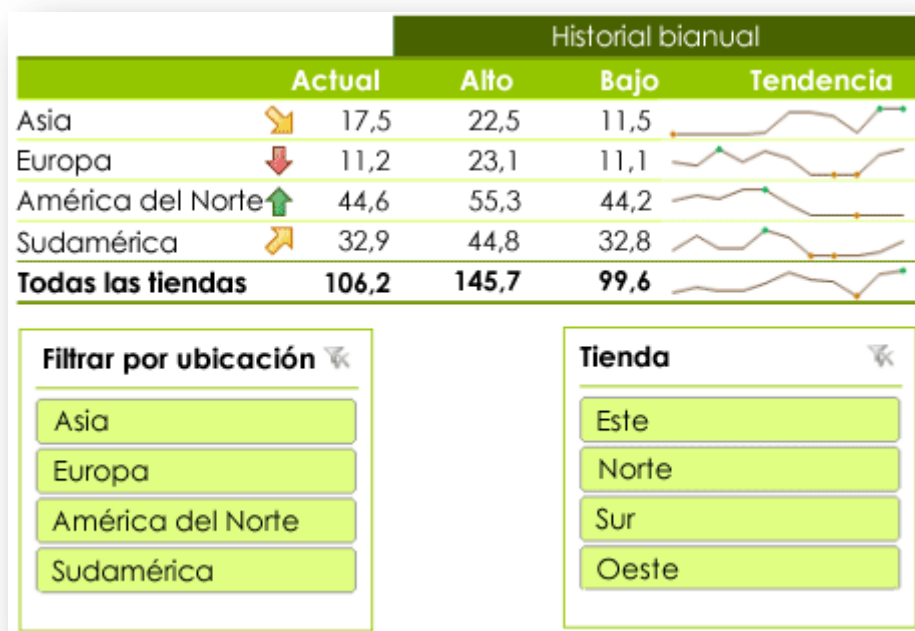 Historial bianual
Actual Alto Bajo Tendencia
Asia 17,5 22,5 11,5
Europa 11,2 23,1 11,1
América del Norte 44,6 55,3 44,2
Sudamérica 32,9 44,8 32,8
Todas las tiendas 106,2 145,7 99,6
Filtrar por ubicación
Asia
Europa
América del Norte
Sudamérica
Tienda
Este
Norte
Sur
Oeste